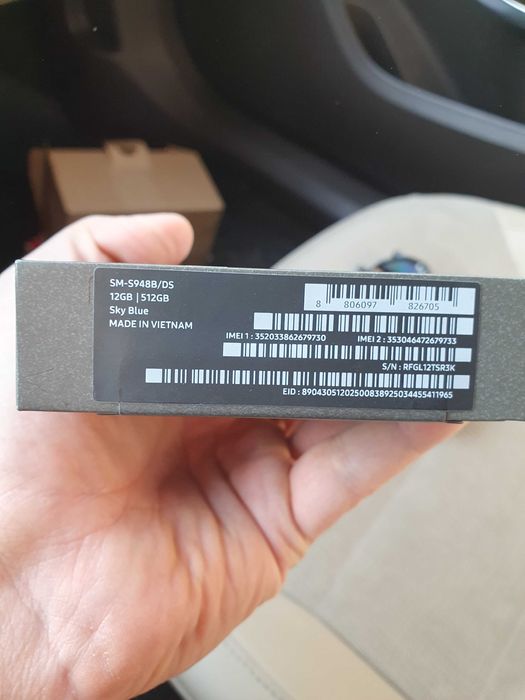 SM-S948B/DS
12GB | 512GB
Sky Blue
MADE IN VIETNAM
8 806097 826705
IMEI 1 : 352033862679730 IMEI 2 : 353046472679733
S/N : RFGL12TSR3K
EID : 89043051202500838925034455411965